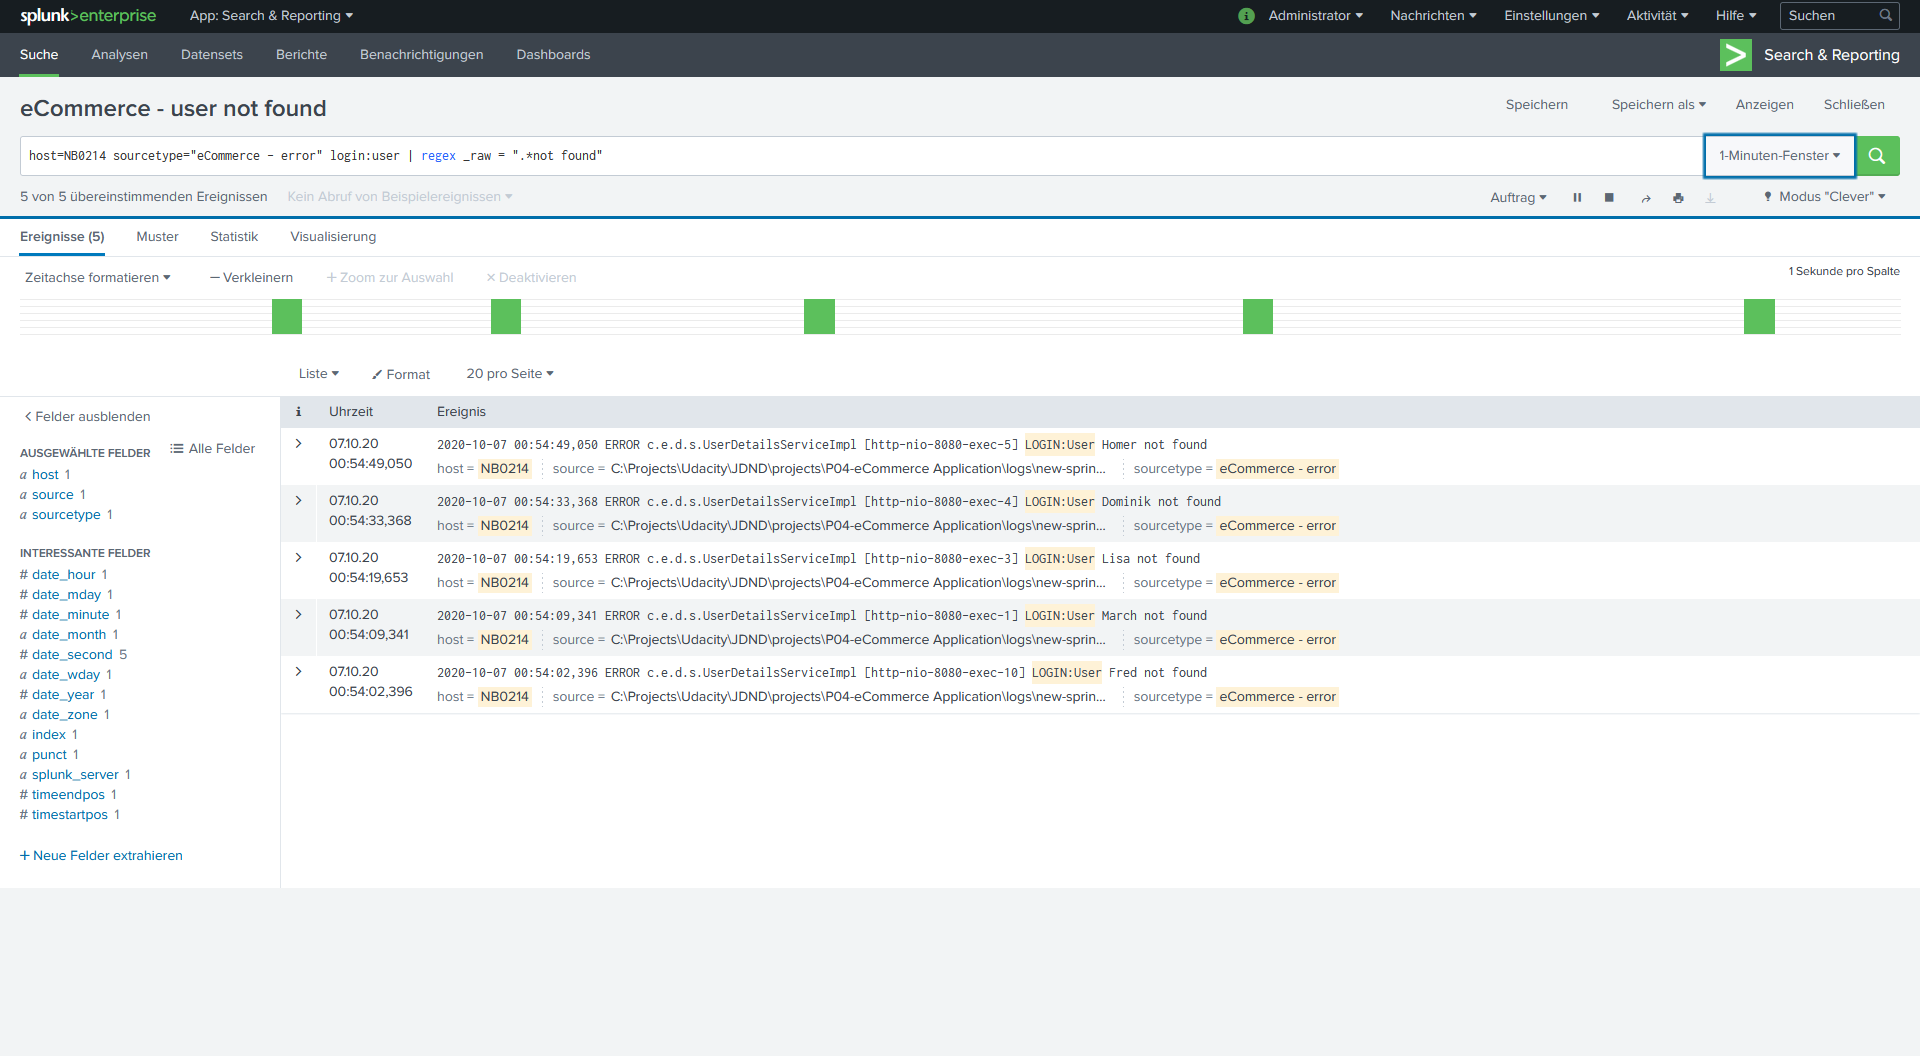 splunk>enterprise App: Search & Reporting Administrator Nachrichten Einstellungen Aktivität Hilfe Suchen
Suche Analysen Datensets Berichte Benachrichtigungen Dashboards Search & Reporting
eCommerce - user not found Speichern Speichern als Anzeigen Schließen
host=NB0214 sourcetype="eCommerce - error" login:user | regex _raw = ".*not found" 1-Minuten-Fenster
5 von 5 übereinstimmenden Ereignissen Kein Abruf von Beispielereignissen Auftrag Modus "Clever"
Ereignisse (5) Muster Statistik Visualisierung
Zeitachse formatieren — Verkleinern + Zoom zur Auswahl × Deaktivieren 1 Sekunde pro Spalte
Liste Format 20 pro Seite
< Felder ausblenden
Alle Felder
AUSGEWÄHLTE FELDER
a host 1
a source 1
a sourcetype 1
INTERESSANTE FELDER
# date_hour 1
# date_mday 1
# date_minute 1
a date_month 1
# date_second 5
a date_wday 1
# date_year 1
a date_zone 1
a index 1
a punct 1
a splunk_server 1
# timeendpos 1
# timestartpos 1
+ Neue Felder extrahieren
i Uhrzeit Ereignis
> 07.10.20 2020-10-07 00:54:49,050 ERROR c.e.d.s.UserDetailsServiceImpl [http-nio-8080-exec-5] LOGIN:User Homer not found
00:54:49,050 host = NB0214 source = C:\Projects\Udacity\JDND\projects\P04-eCommerce Application\logs\new-sprin... sourcetype = eCommerce - error
> 07.10.20 2020-10-07 00:54:33,368 ERROR c.e.d.s.UserDetailsServiceImpl [http-nio-8080-exec-4] LOGIN:User Dominik not found
00:54:33,368 host = NB0214 source = C:\Projects\Udacity\JDND\projects\P04-eCommerce Application\logs\new-sprin... sourcetype = eCommerce - error
> 07.10.20 2020-10-07 00:54:19,653 ERROR c.e.d.s.UserDetailsServiceImpl [http-nio-8080-exec-3] LOGIN:User Lisa not found
00:54:19,653 host = NB0214 source = C:\Projects\Udacity\JDND\projects\P04-eCommerce Application\logs\new-sprin... sourcetype = eCommerce - error
> 07.10.20 2020-10-07 00:54:09,341 ERROR c.e.d.s.UserDetailsServiceImpl [http-nio-8080-exec-1] LOGIN:User March not found
00:54:09,341 host = NB0214 source = C:\Projects\Udacity\JDND\projects\P04-eCommerce Application\logs\new-sprin... sourcetype = eCommerce - error
> 07.10.20 2020-10-07 00:54:02,396 ERROR c.e.d.s.UserDetailsServiceImpl [http-nio-8080-exec-10] LOGIN:User Fred not found
00:54:02,396 host = NB0214 source = C:\Projects\Udacity\JDND\projects\P04-eCommerce Application\logs\new-sprin... sourcetype = eCommerce - error